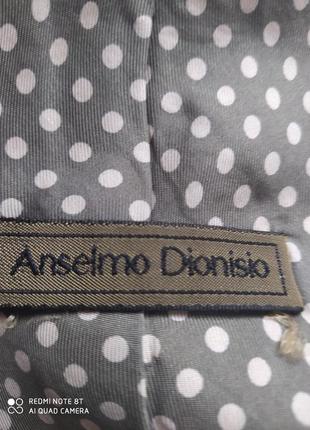 Anselmo Dionisio
REDMI NOTE 8T
AI QUAD CAMERA